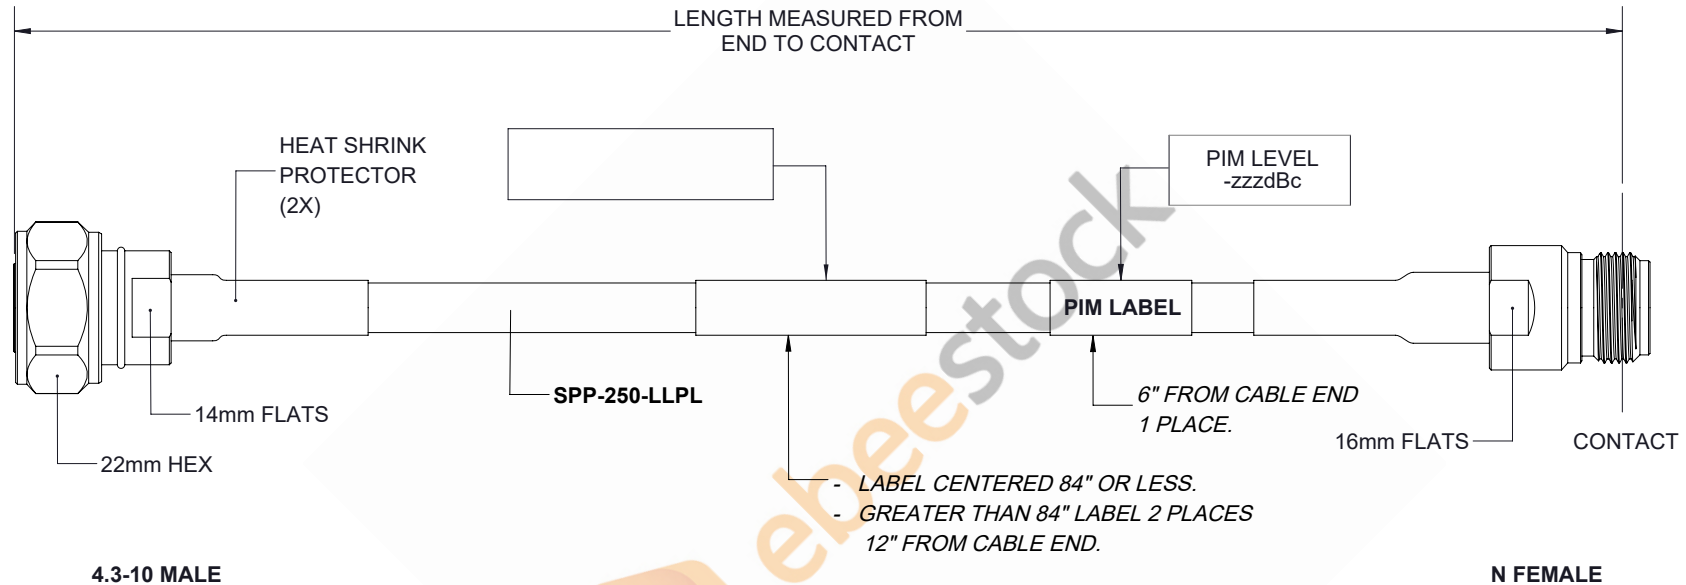 LENGTH MEASURED FROM
END TO CONTACT
HEAT SHRINK
PROTECTOR
(2X)
PIM LEVEL
-zzzdBc
PIM LABEL
SPP-250-LLPL
14mm FLATS
22mm HEX
6" FROM CABLE END
1 PLACE.
16mm FLATS
CONTACT
- LABEL CENTERED 84" OR LESS.
- GREATER THAN 84" LABEL 2 PLACES
12" FROM CABLE END.
4.3-10 MALE
N FEMALE
ebeestock